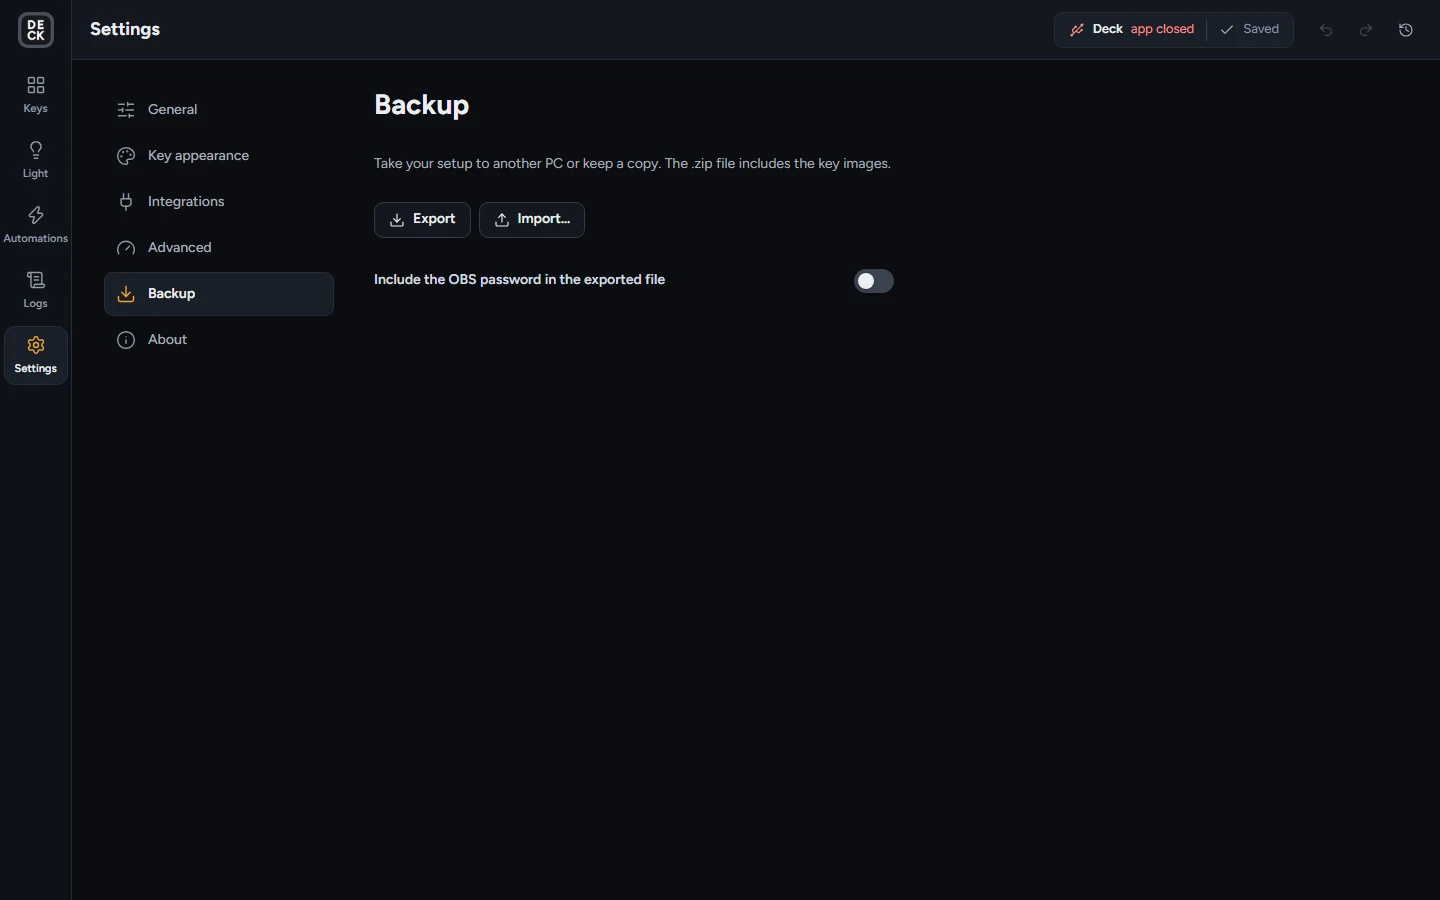 DE
CK
Settings
Deck app closed
Saved
Keys
Light
Automations
Logs
Settings
General
Key appearance
Integrations
Advanced
Backup
About
Backup
Take your setup to another PC or keep a copy. The .zip file includes the key images.
Export
Import...
Include the OBS password in the exported file